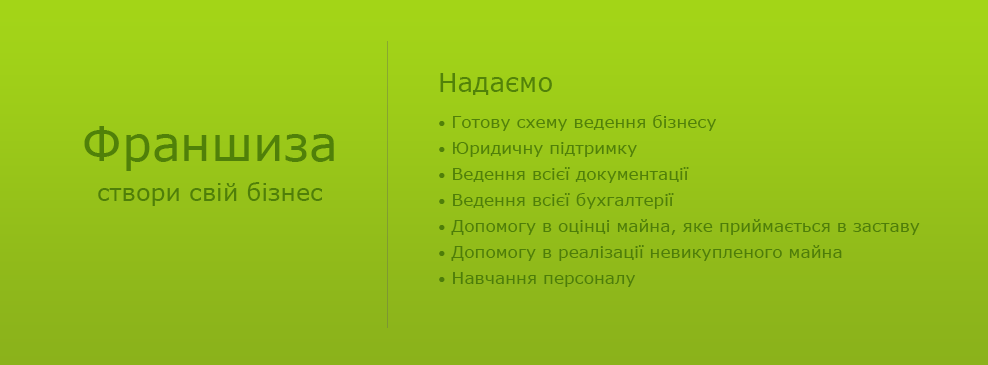 Франшиза
створи свій бізнес
Надаємо
• Готову схему ведення бізнесу
• Юридичну підтримку
• Ведення всієї документації
• Ведення всієї бухгалтерії
• Допомогу в оцінці майна, яке приймається в заставу
• Допомогу в реалізації невикупленого майна
• Навчання персоналу